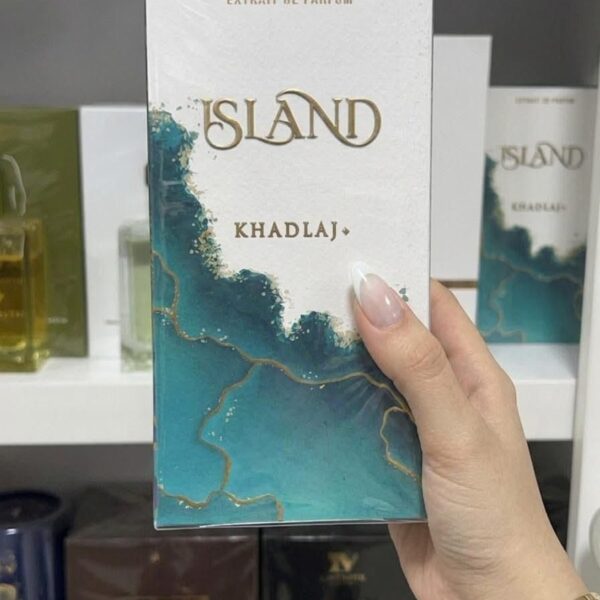 EXTRAIT DE PARFUM
ISLAND
KHADLAJ
EXTRAIT DE PARFUM
ISLAND
KHADLAJ